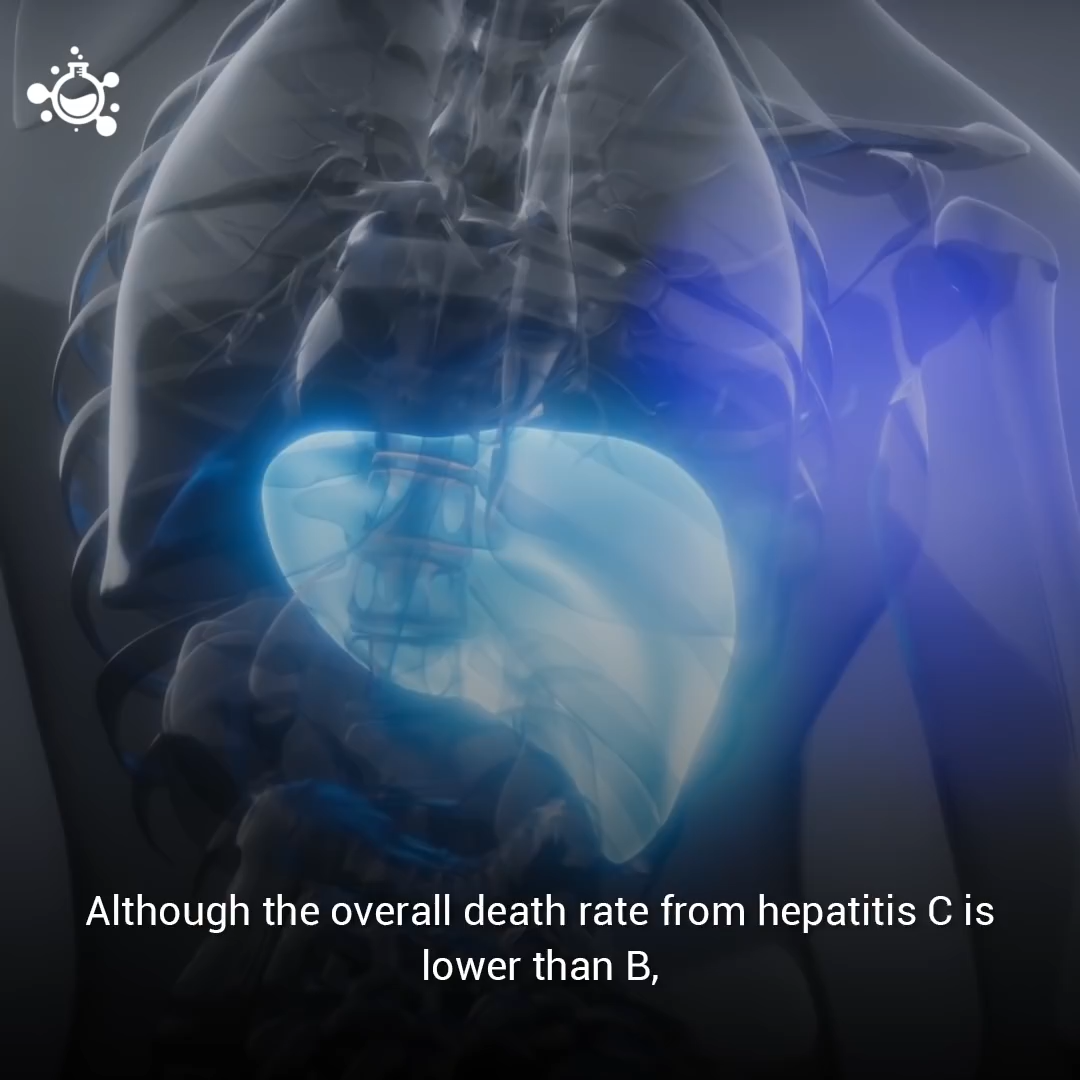 Although the overall death rate from hepatitis C is
lower than B,